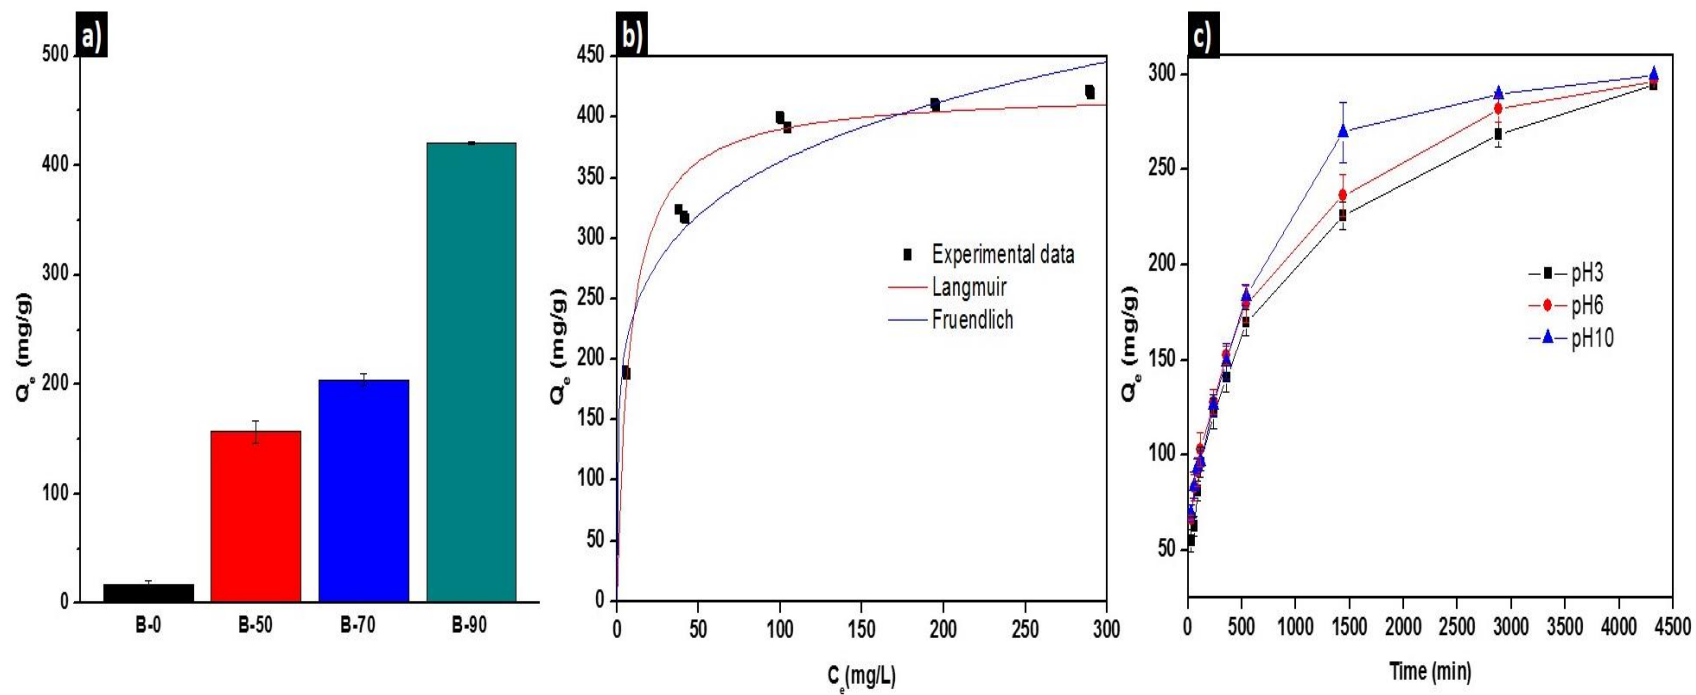 a)
500
400
300
200
100
0
Qe (mg/g)
B-0 B-50 B-70 B-90
b)
450
400
350
300
250
200
150
100
50
0
Qe (mg/g)
Experimental data
Langmuir
Fruendlich
0 50 100 150 200 250 300
Ce(mg/L)
c)
300
250
200
150
100
50
Qe (mg/g)
pH3
pH6
pH10
0 500 1000 1500 2000 2500 3000 3500 4000 4500
Time (min)